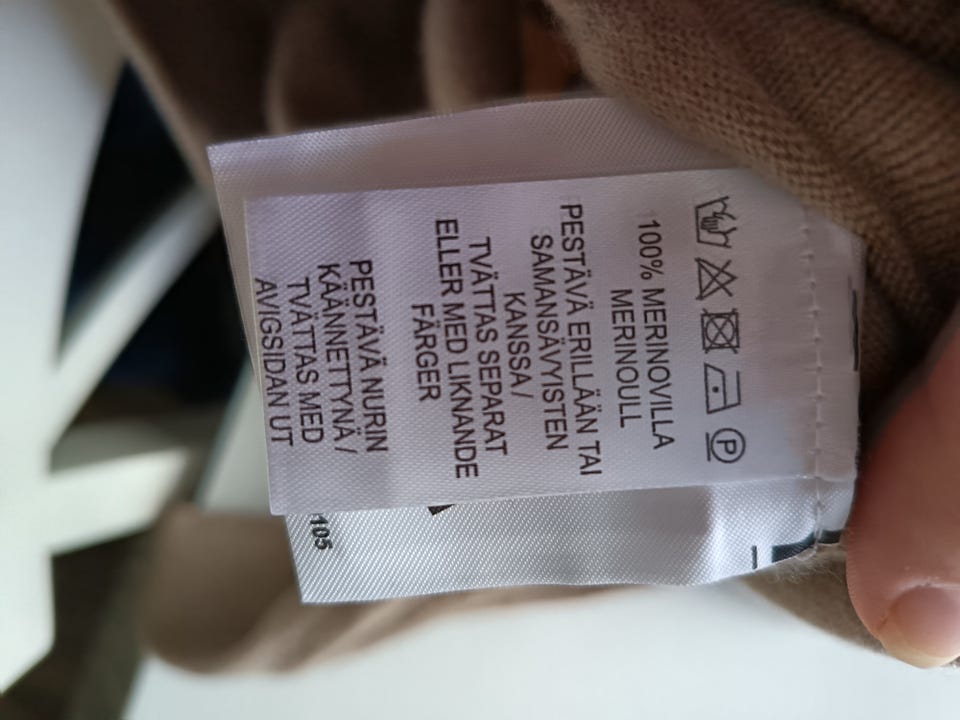 P
100% MERINOVILLA
MERINOULL
PESTÄVÄ ERILLÄÄN TAI
SAMANSÄVYISTEN
KANSSA /
TVÄTTAS SEPARAT
ELLER MED LIKNANDE
FÄRGER
PESTÄVÄ NURIN
KÄÄNNETTYNÄ /
TVÄTTAS MED
AVIGSIDAN UT
105